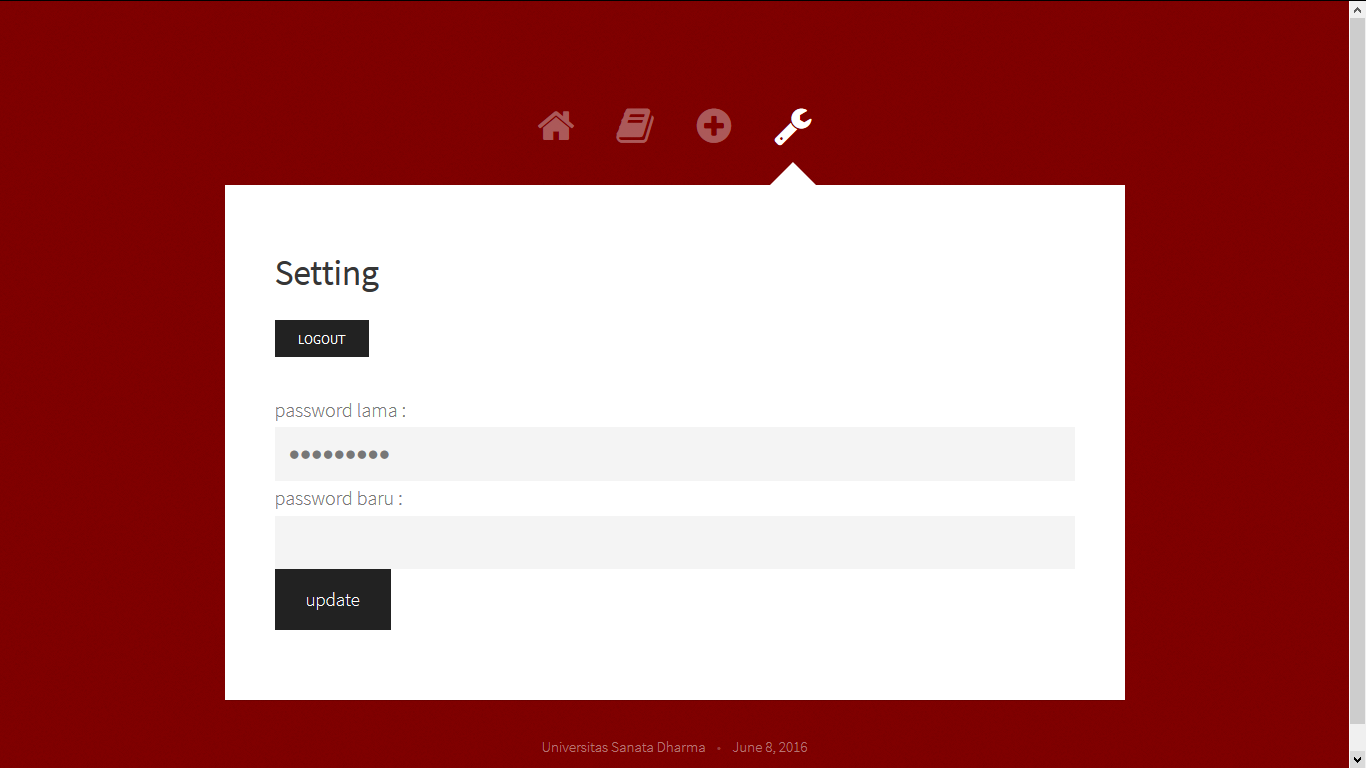 Setting
LOGOUT
password lama :
●●●●●●●●●
password baru :
update
Universitas Sanata Dharma • June 8, 2016